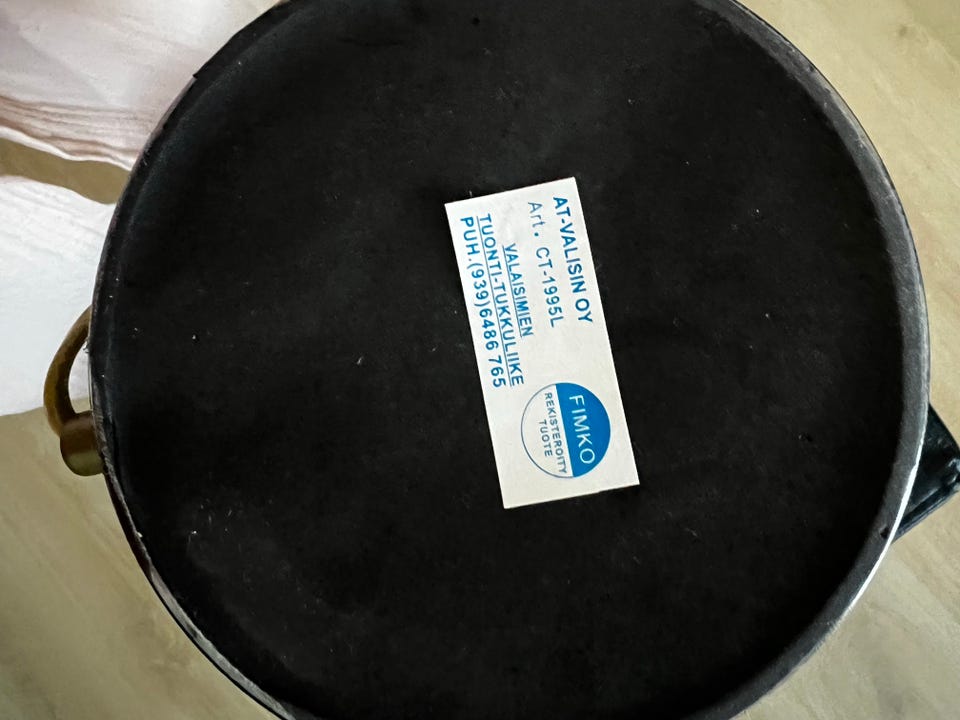 AT-VALISIN OY
Art. CT-1995L
VALAISIMIEN
TUONTI-TUKKULIIKE
PUH.(939)6486 765
FIMKO
REKISTERÖITY
TUOTE